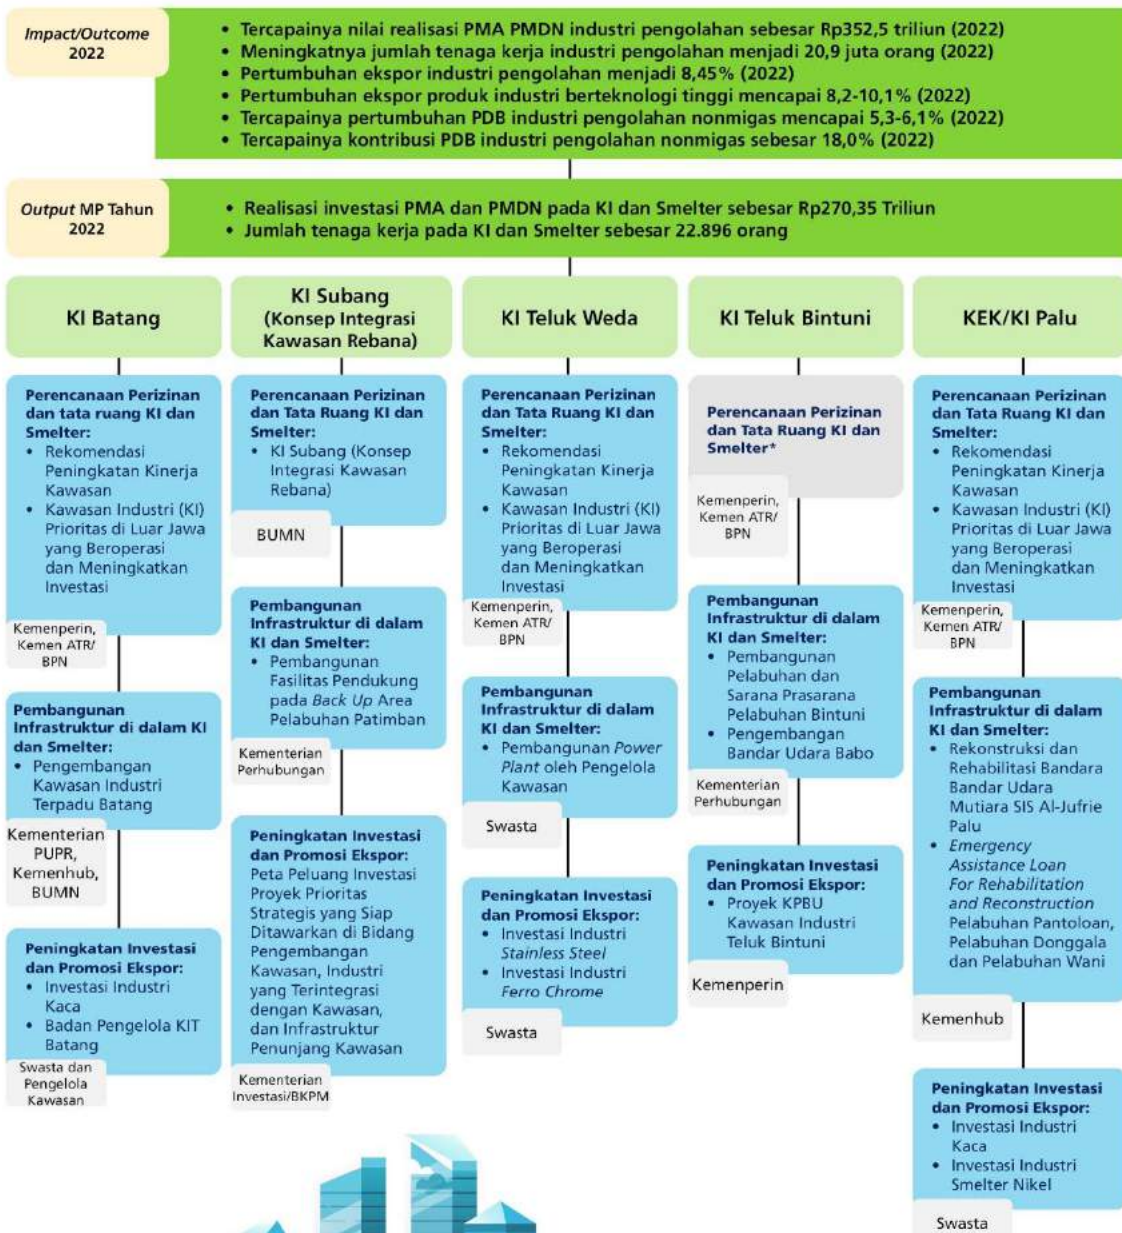 Impact/Outcome
2022
• Tercapainya nilai realisasi PMA PMDN industri pengolahan sebesar Rp352,5 triliun (2022)
• Meningkatnya jumlah tenaga kerja industri pengolahan menjadi 20,9 juta orang (2022)
• Pertumbuhan ekspor industri pengolahan menjadi 8,45% (2022)
• Pertumbuhan ekspor produk industri berteknologi tinggi mencapai 8,2-10,1% (2022)
• Tercapainya pertumbuhan PDB industri pengolahan nonmigas mencapai 5,3-6,1% (2022)
• Tercapainya kontribusi PDB industri pengolahan nonmigas sebesar 18,0% (2022)
Output MP Tahun
2022
• Realisasi investasi PMA dan PMDN pada KI dan Smelter sebesar Rp270,35 Triliun
• Jumlah tenaga kerja pada KI dan Smelter sebesar 22.896 orang
KI Batang
Perencanaan Perizinan
dan tata ruang KI dan
Smelter:
• Rekomendasi
Peningkatan Kinerja
Kawasan
• Kawasan Industri (KI)
Prioritas di Luar Jawa
yang Beroperasi
dan Meningkatkan
Investasi
Kemenperin,
Kemen ATR/
BPN
Pembangunan
Infrastruktur di dalam KI
dan Smelter:
• Pengembangan
Kawasan Industri
Terpadu Batang
Kementerian
PUPR,
Kemenhub,
BUMN
Peningkatan Investasi
dan Promosi Ekspor:
• Investasi Industri
Kaca
• Badan Pengelola KIT
Batang
Swasta dan
Pengelola
Kawasan
KI Subang
(Konsep Integrasi
Kawasan Rebana)
Perencanaan Perizinan
dan Tata Ruang KI dan
Smelter:
• KI Subang (Konsep
Integrasi Kawasan
Rebana)
BUMN
Pembangunan
Infrastruktur di dalam
KI dan Smelter:
• Pembangunan
Fasilitas Pendukung
pada Back Up Area
Pelabuhan Patimban
Kementerian
Perhubungan
Peningkatan Investasi
dan Promosi Ekspor:
Peta Peluang Investasi
Proyek Prioritas
Strategis yang Siap
Ditawarkan di Bidang
Pengembangan
Kawasan, Industri
yang Terintegrasi
dengan Kawasan,
dan Infrastruktur
Penunjang Kawasan
Kementerian
Investasi/BKPM
KI Teluk Weda
Perencanaan Perizinan
dan Tata Ruang KI dan
Smelter:
• Rekomendasi
Peningkatan Kinerja
Kawasan
• Kawasan Industri (KI)
Prioritas di Luar Jawa
yang Beroperasi
dan Meningkatkan
Investasi
Kemenperin,
Kemen ATR/
BPN
Pembangunan
Infrastruktur di dalam
KI dan Smelter:
• Pembangunan Power
Plant oleh Pengelola
Kawasan
Swasta
Peningkatan Investasi
dan Promosi Ekspor:
• Investasi Industri
Stainless Steel
• Investasi Industri
Ferro Chrome
Swasta
KI Teluk Bintuni
Perencanaan Perizinan
dan Tata Ruang KI dan
Smelter*
Kemenperin,
Kemen ATR/
BPN
Pembangunan
Infrastruktur di dalam
KI dan Smelter:
• Pembangunan
Pelabuhan dan
Sarana Prasarana
Pelabuhan Bintuni
• Pengembangan
Bandar Udara Babo
Kementerian
Perhubungan
Peningkatan Investasi
dan Promosi Ekspor:
• Proyek KPBU
Kawasan Industri
Teluk Bintuni
Kemenperin
KEK/KI Palu
Perencanaan Perizinan
dan Tata Ruang KI dan
Smelter:
• Rekomendasi
Peningkatan Kinerja
Kawasan
• Kawasan Industri (KI)
Prioritas di Luar Jawa
yang Beroperasi
dan Meningkatkan
Investasi
Kemenperin,
Kemen ATR/
BPN
Pembangunan
Infrastruktur di dalam
KI dan Smelter:
• Rekonstruksi dan
Rehabilitasi Bandara
Bandar Udara
Mutiara SIS Al-Jufrie
Palu
• Emergency
Assistance Loan
For Rehabilitation
and Reconstruction
Pelabuhan Pantoloan,
Pelabuhan Donggala
dan Pelabuhan Wani
Kemenhub
Peningkatan Investasi
dan Promosi Ekspor:
• Investasi Industri
Kaca
• Investasi Industri
Smelter Nikel
Swasta